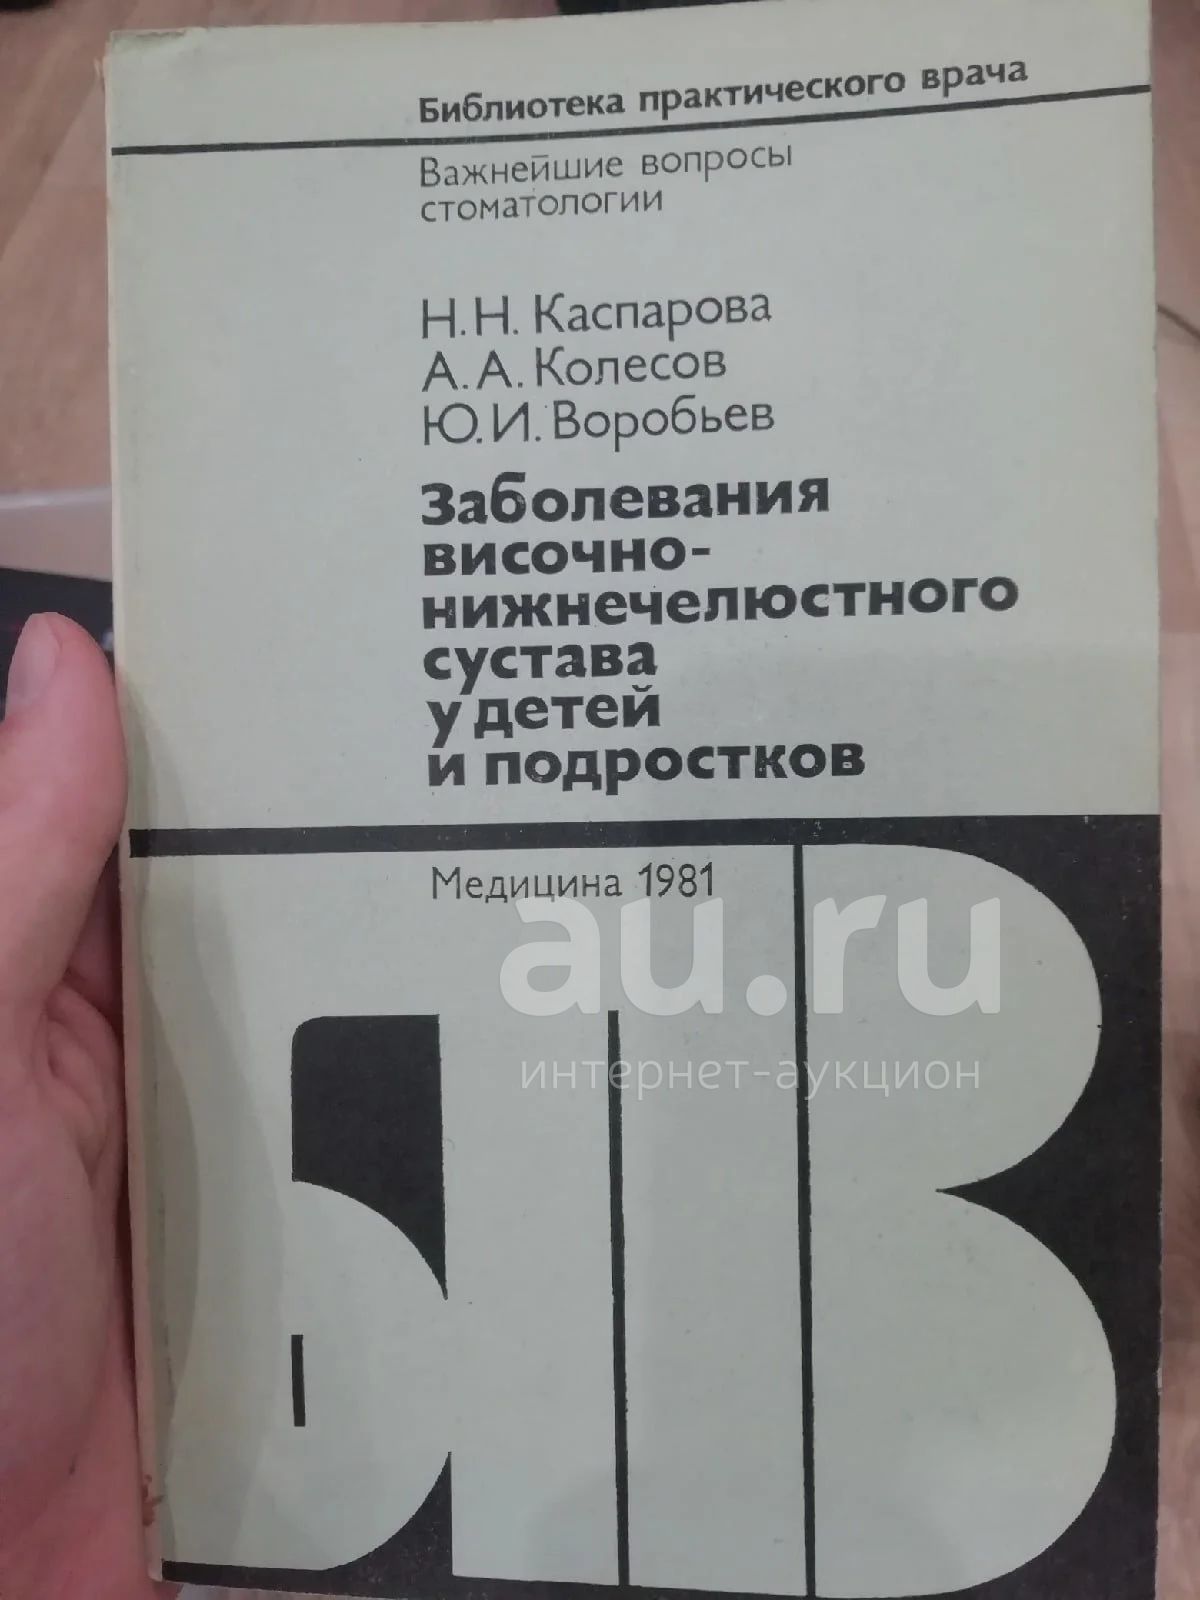 Библиотека практического врача
Важнейшие вопросы
стоматологии
Н.Н. Каспарова
А.А. Колесов
Ю.И. Воробьев
Заболевания
височно-
нижнечелюстного
сустава
у детей
и подростков
Медицина 1981
au.ru
интернет-аукцион
БПВ